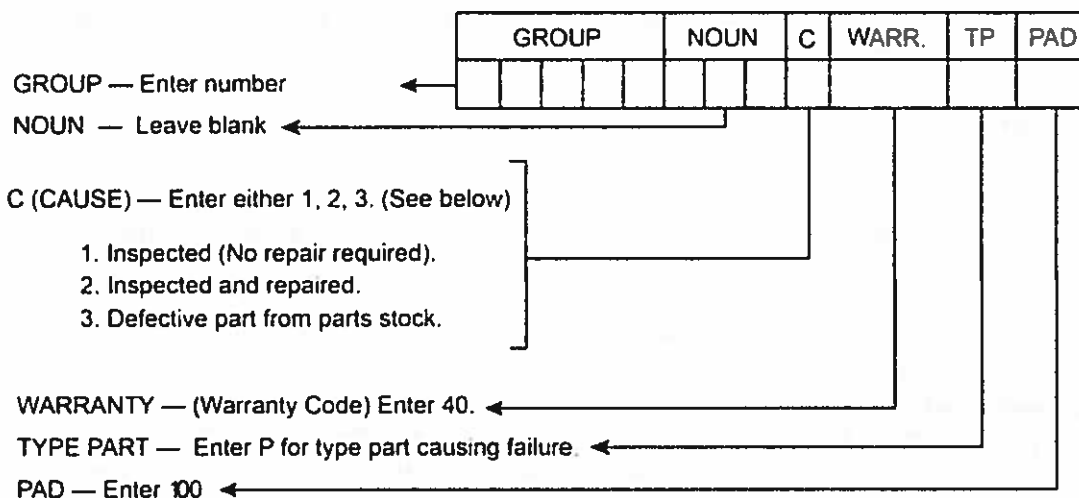 GROUP NOUN C WARR. TP PAD
GROUP — Enter number
NOUN — Leave blank
C (CAUSE) — Enter either 1, 2, 3. (See below)
1. Inspected (No repair required).
2. Inspected and repaired.
3. Defective part from parts stock.
WARRANTY — (Warranty Code) Enter 40.
TYPE PART — Enter P for type part causing failure.
PAD — Enter 100